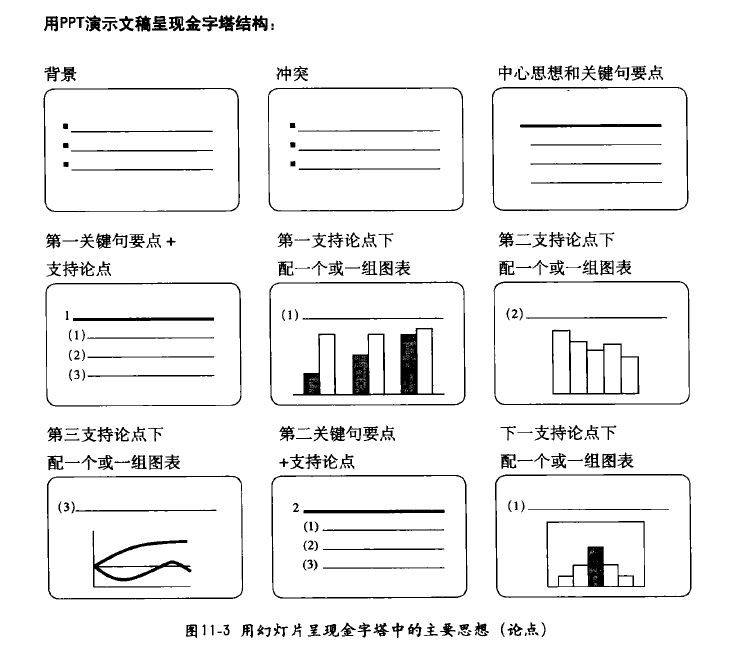 用PPT演示文稿呈现金字塔结构：
背景
冲突
中心思想和关键句要点
第一关键句要点+
支持论点
第一支持论点下
配一个或一组图表
第二支持论点下
配一个或一组图表
1
(1)
(2)
(3)
(1)
(2)
第三支持论点下
配一个或一组图表
第二关键句要点
+支持论点
下一支持论点下
配一个或一组图表
(3)
2
(1)
(2)
(3)
(1)
图11-3 用幻灯片呈现金字塔中的主要思想（论点）